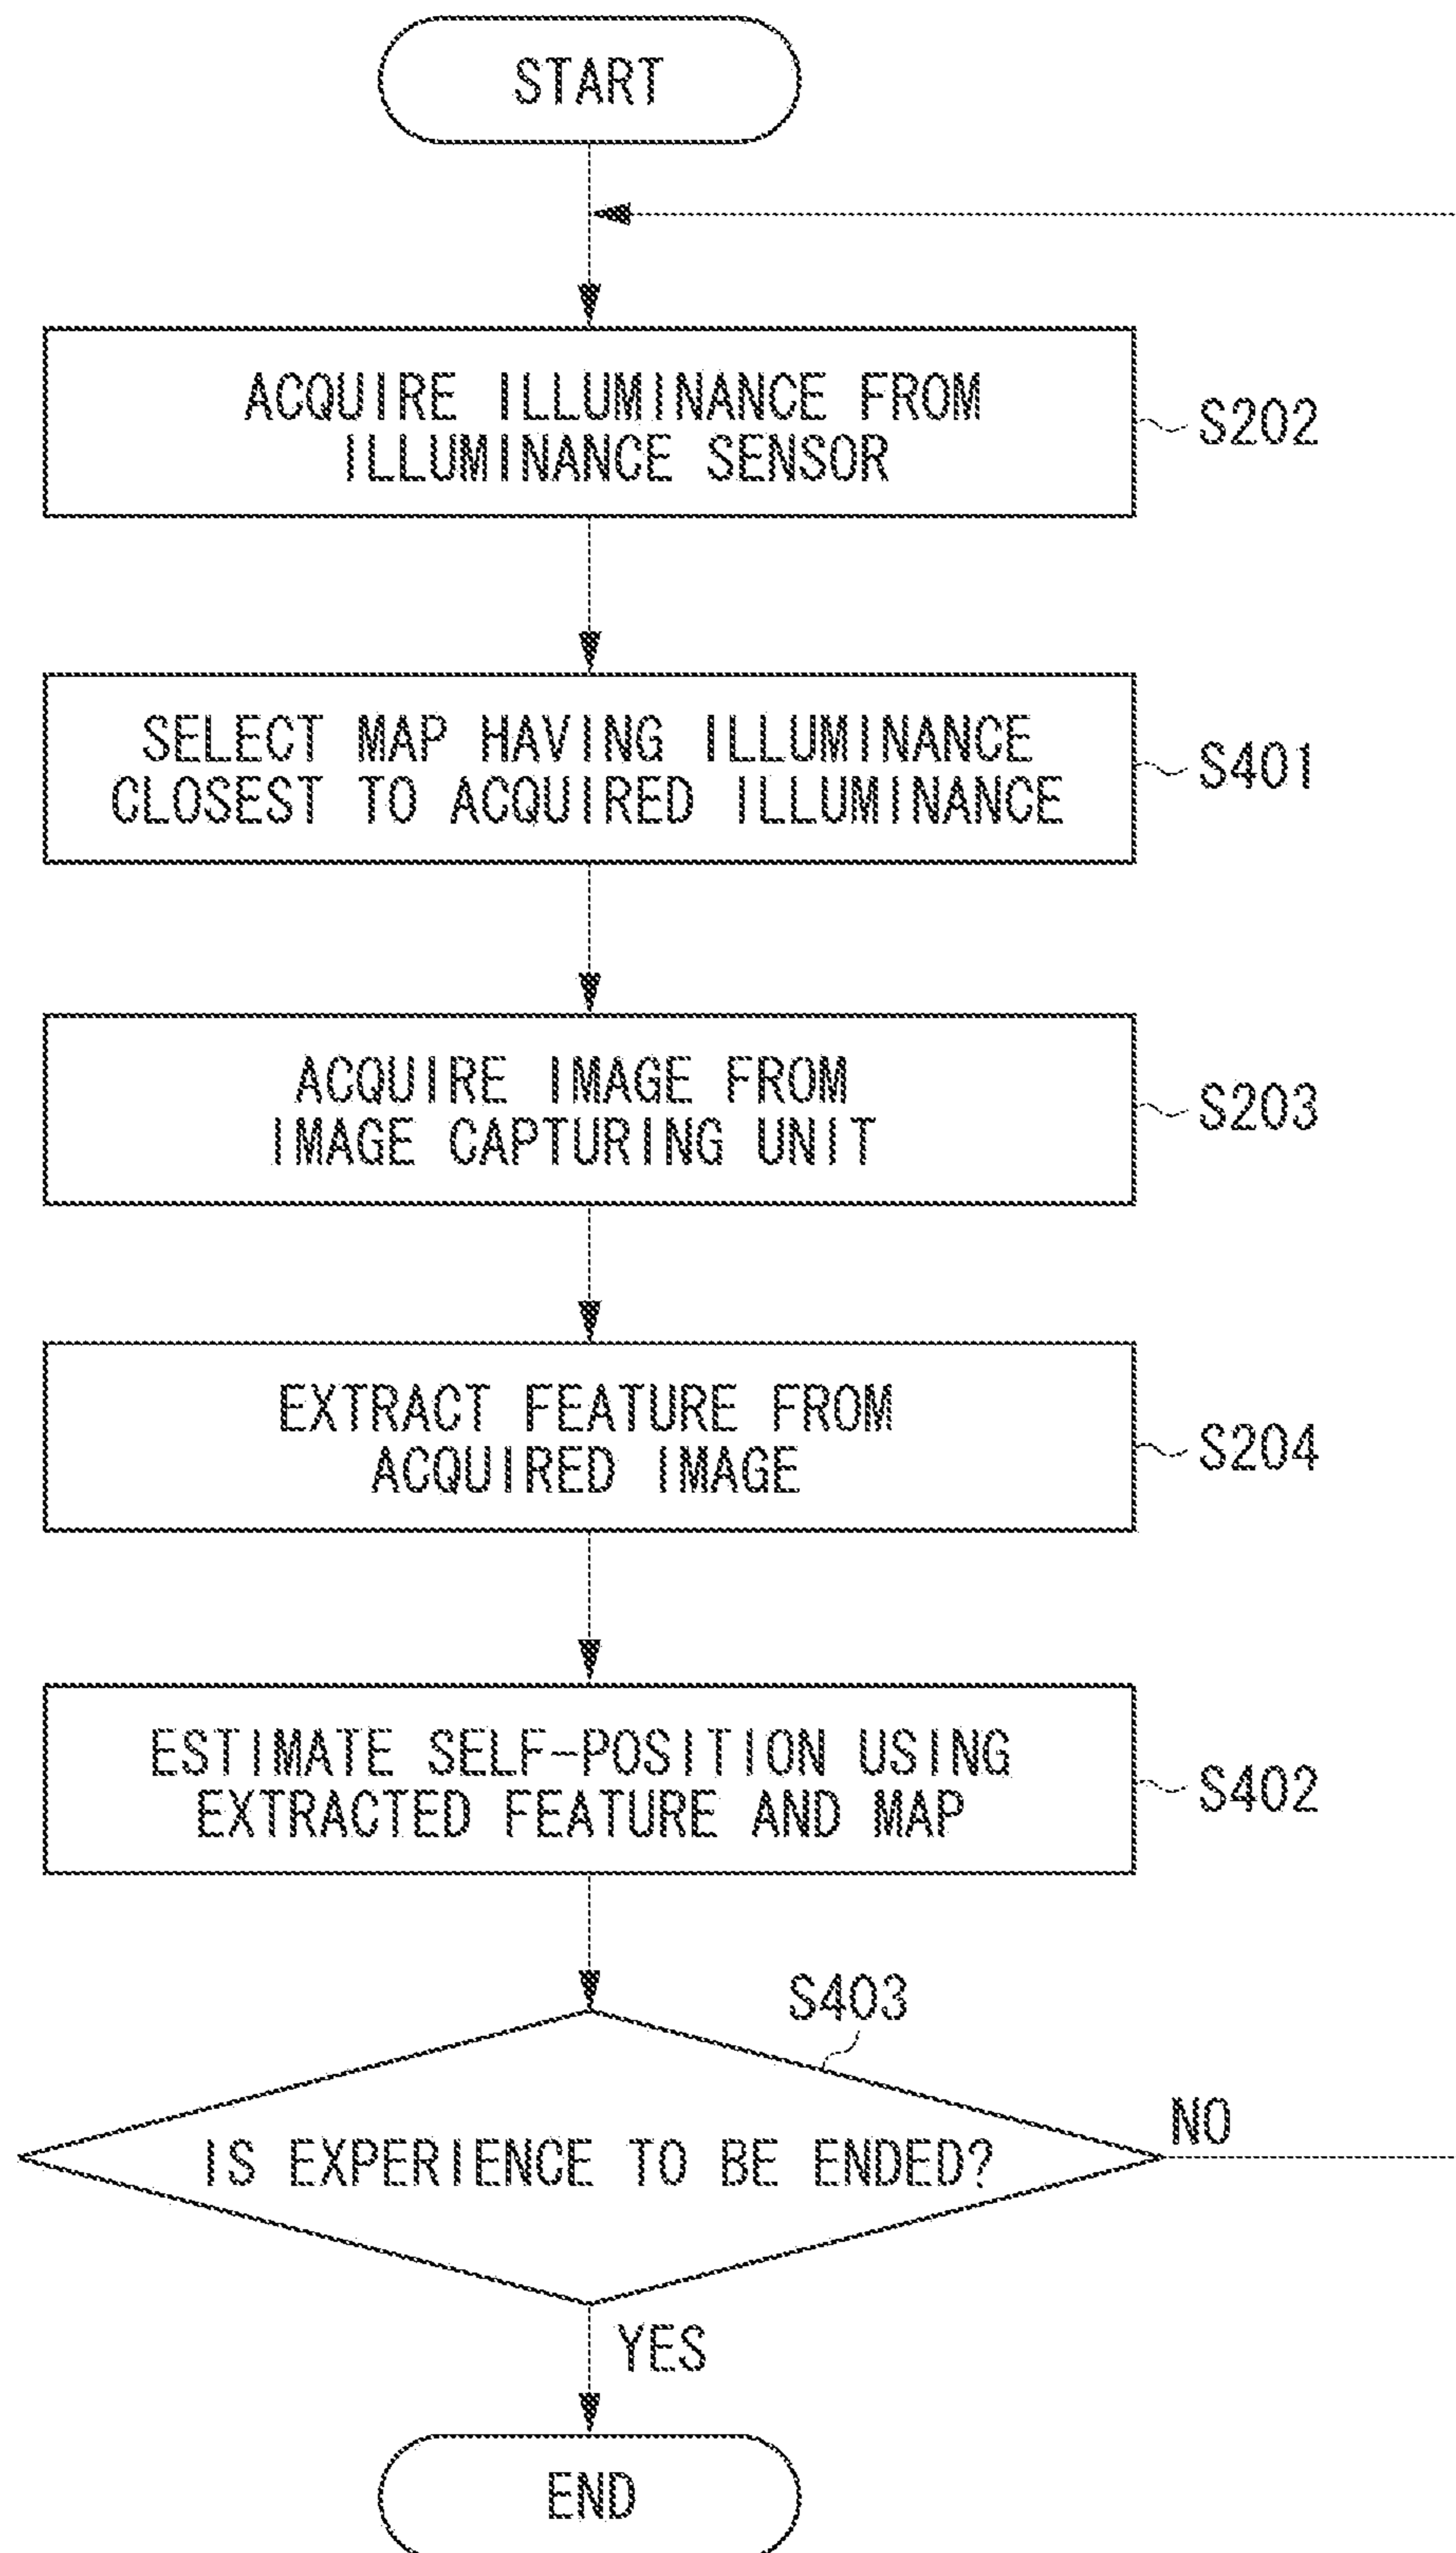 START
ACQUIRE ILLUMINANCE FROM
ILLUMINANCE SENSOR
S202
SELECT MAP HAVING ILLUMINANCE
CLOSEST TO ACQUIRED ILLUMINANCE
S401
ACQUIRE IMAGE FROM
IMAGE CAPTURING UNIT
S203
EXTRACT FEATURE FROM
ACQUIRED IMAGE
S204
ESTIMATE SELF-POSITION USING
EXTRACTED FEATURE AND MAP
S402
S403
IS EXPERIENCE TO BE ENDED?
NO
YES
END